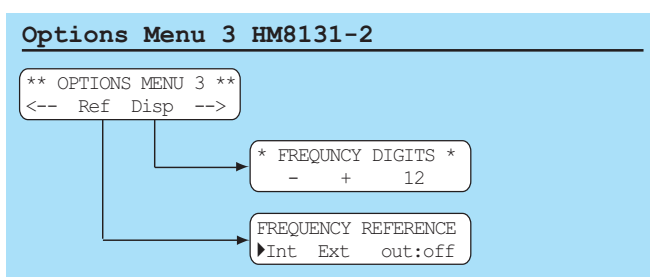 Options Menu 3 HM8131-2
** OPTIONS MENU 3 **
<-- Ref Disp -->
* FREQUNCY DIGITS *
- + 12
FREQUENCY REFERENCE
Int Ext out:off